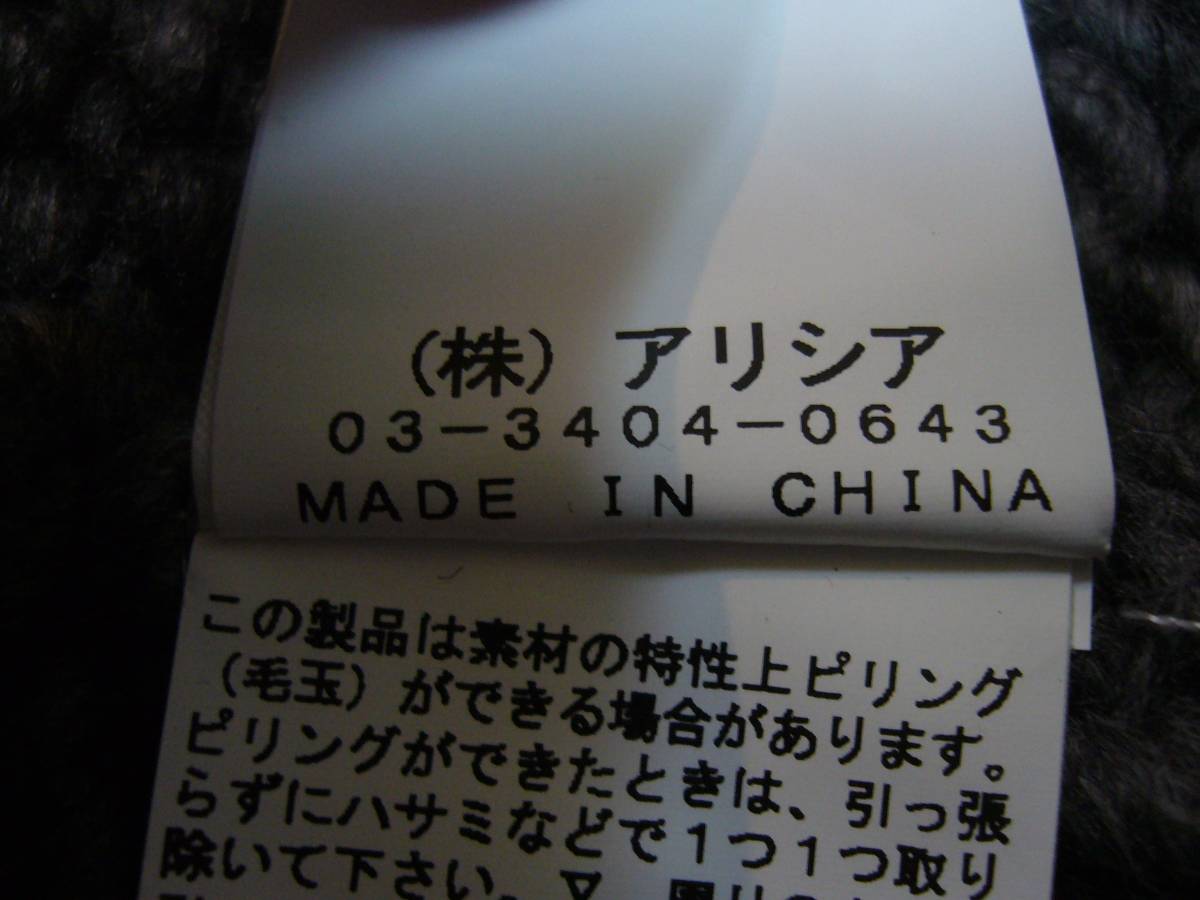 (株) アリシア
03-3404-0643
MADE IN CHINA
この製品は素材の特性上ピリング
(毛玉)ができる場合があります。
ピリングができたときは、引っ張
らずにハサミなどで1つ1つ取り
除いて下さい。▽